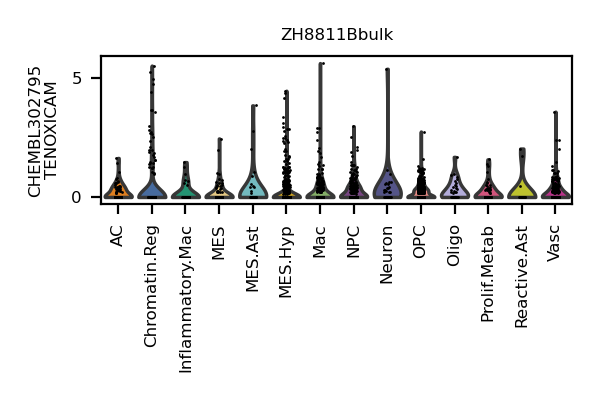 ZH8811Bbulk
CHEMBL302795
TENOXICAM
5
0
AC
Chromatin.Reg
Inflammatory.Mac
MES
MES.Ast
MES.Hyp
Mac
NPC
Neuron
OPC
Oligo
Prolif.Metab
Reactive.Ast
Vasc